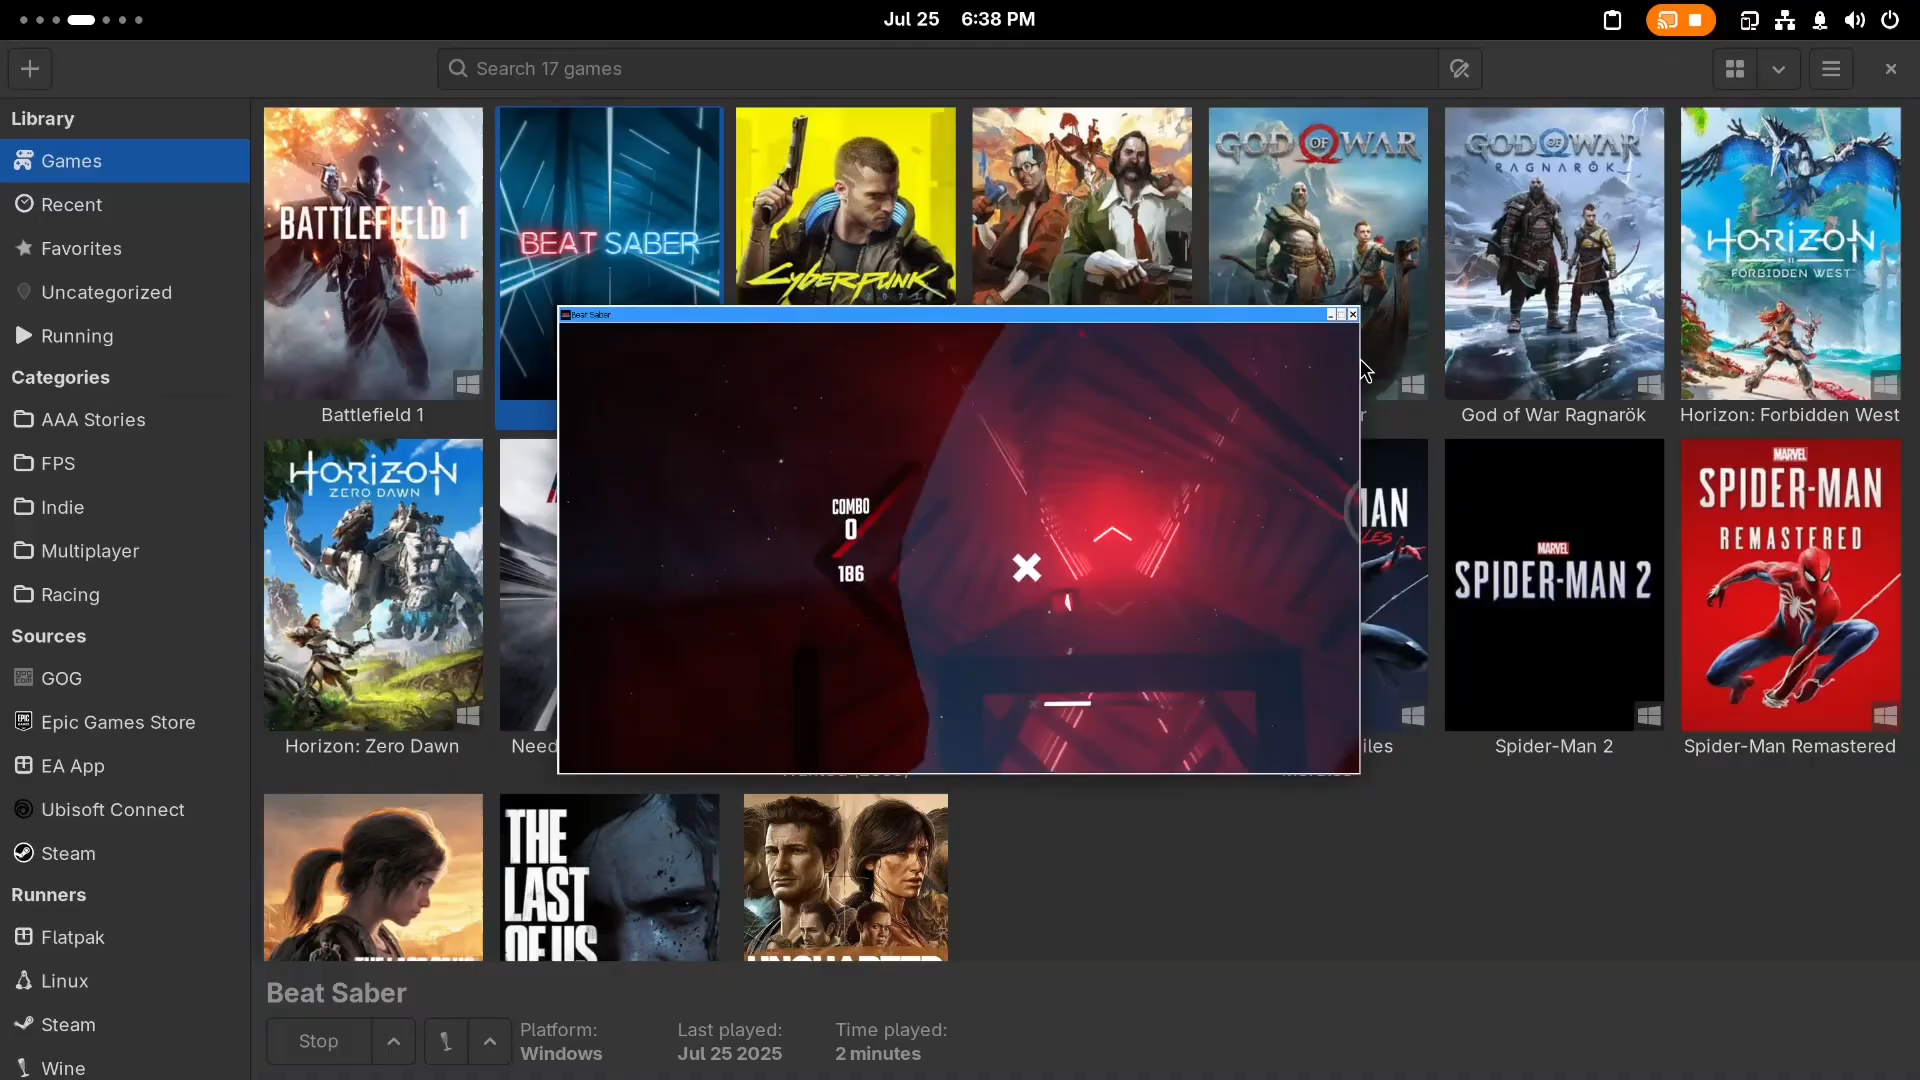 Jul 25 6:38 PM
Search 17 games
Library
Games
Recent
Favorites
Uncategorized
Running
Categories
AAA Stories
FPS
Indie
Multiplayer
Racing
Sources
GOG
Epic Games Store
EA App
Ubisoft Connect
Steam
Runners
Flatpak
Linux
Steam
Wine
BATTLEFIELD 1
BEAT SABER
CYBERPUNK
2077
GOD OF WAR
GOD OF WAR
RAGNARÖK
HORIZON
FORBIDDEN WEST
Battlefield 1
r
God of War Ragnarök
Horizon: Forbidden West
Beat Saber
COMBO
0
186
HORIZON
ZERO DAWN
MAN
LES
MARVEL
SPIDER-MAN 2
MARVEL
SPIDER-MAN
REMASTERED
Horizon: Zero Dawn
Need
iles
Spider-Man 2
Spider-Man Remastered
THE
LAST
OF US
UNCHARTED
Beat Saber
Stop
Platform:
Windows
Last played:
Jul 25 2025
Time played:
2 minutes